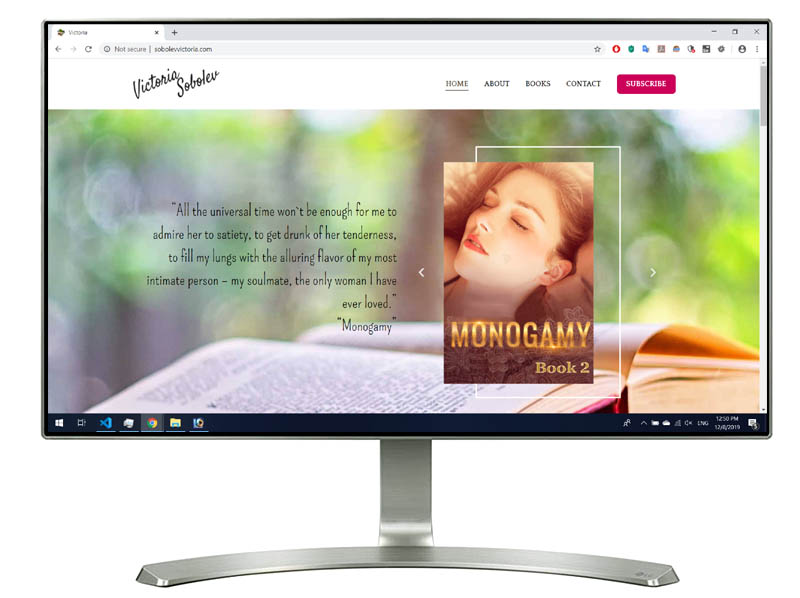 Victoria
Not secure | sobolevvictoria.com
Victoria Sobolev
HOME ABOUT BOOKS CONTACT SUBSCRIBE
"All the universal time won`t be enough for me to
admire her to satiety, to get drunk of her tenderness,
to fill my lungs with the alluring flavor of my most
intimate person – my soulmate, the only woman I have
ever loved."
"Monogamy"
MONOGAMY
Book 2
ENG
12:50 PM
12/8/2019